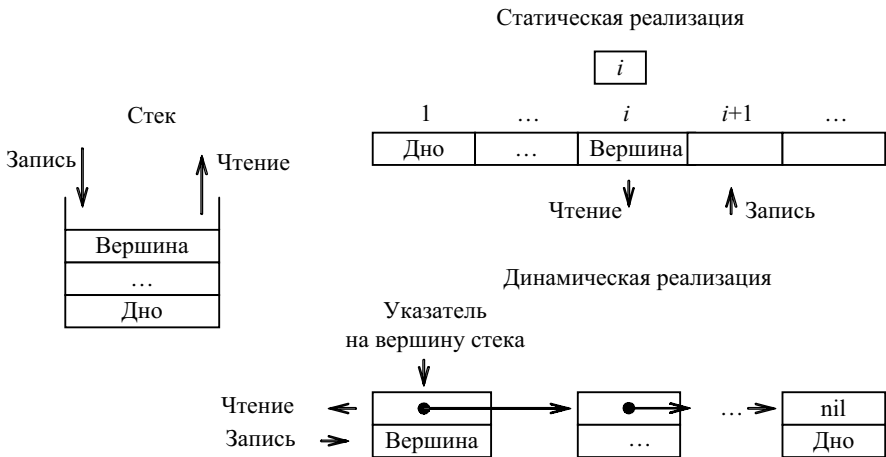 Статическая реализация
i
Стек
1 … i i+1 …
Дно … Вершина
Запись Чтение
Чтение Запись
Вершина
…
Дно
Динамическая реализация
Указатель
на вершину стека
Чтение … nil
Запись Вершина … Дно